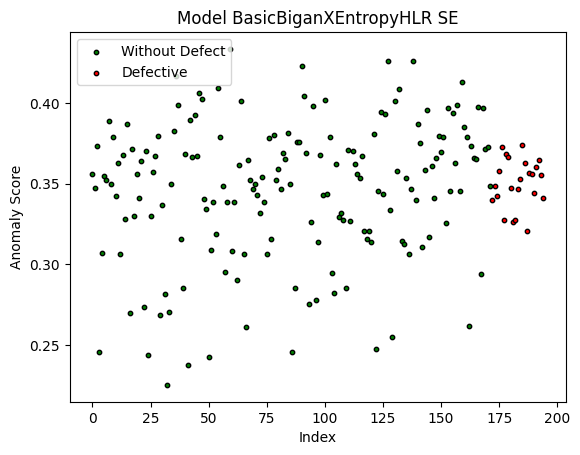 Model BasicBiganXEntropyHLR SE
Without Defect
Defective
Anomaly Score
0.40
0.35
0.30
0.25
0
25
50
75
100
125
150
175
200
Index